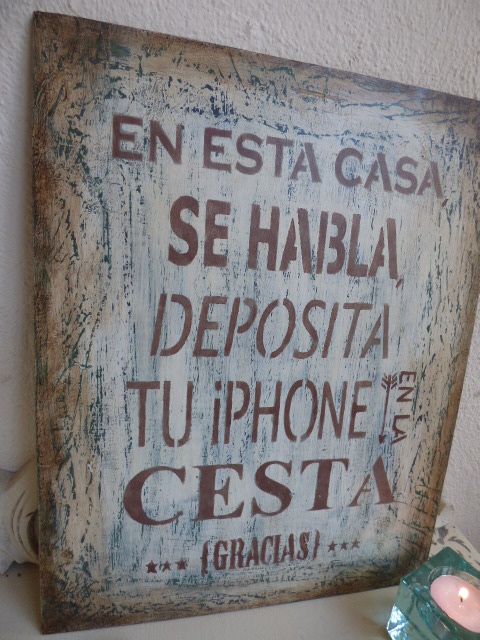 EN ESTA CASA
SE HABLA,
DEPOSITA
TU iPHONE EN LA
CESTA
*** {GRACIAS} ***